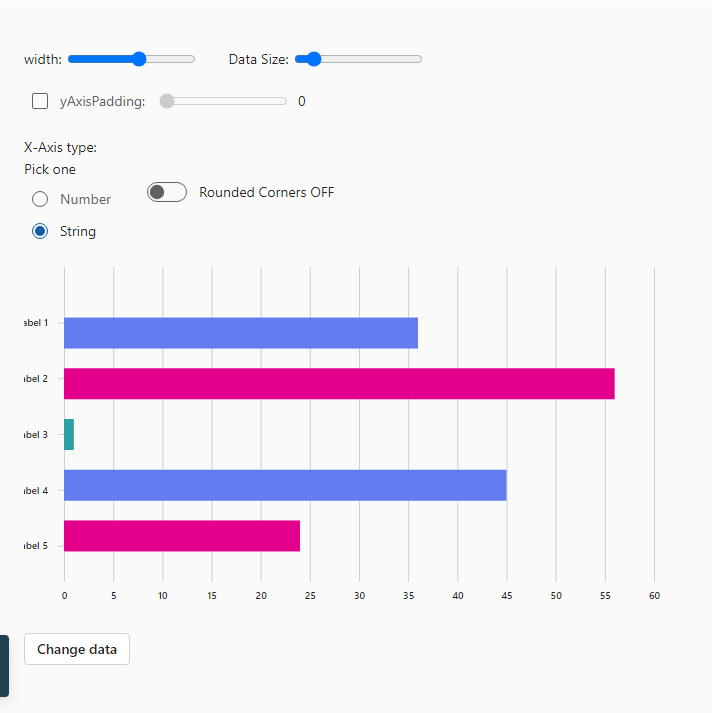 width: Data Size:
yAxisPadding: 0
X-Axis type:
Pick one
Number
Rounded Corners OFF
String
abel 1
abel 2
abel 3
abel 4
abel 5
0 5 10 15 20 25 30 35 40 45 50 55 60
Change data